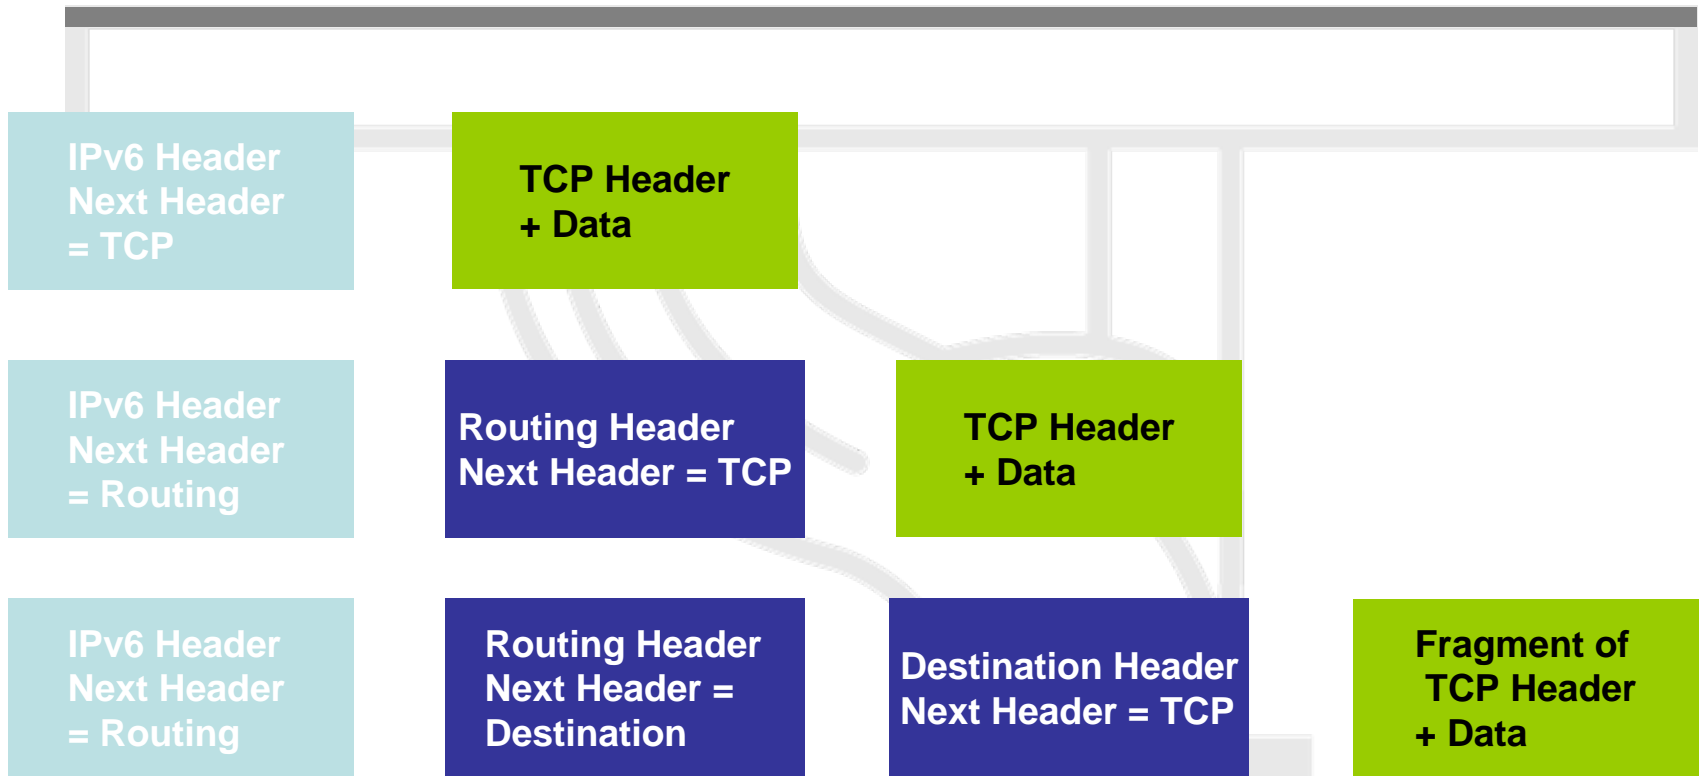 IPv6 Header
Next Header
= TCP
TCP Header
+ Data
IPv6 Header
Next Header
= Routing
Routing Header
Next Header = TCP
TCP Header
+ Data
IPv6 Header
Next Header
= Routing
Routing Header
Next Header =
Destination
Destination Header
Next Header = TCP
Fragment of
TCP Header
+ Data